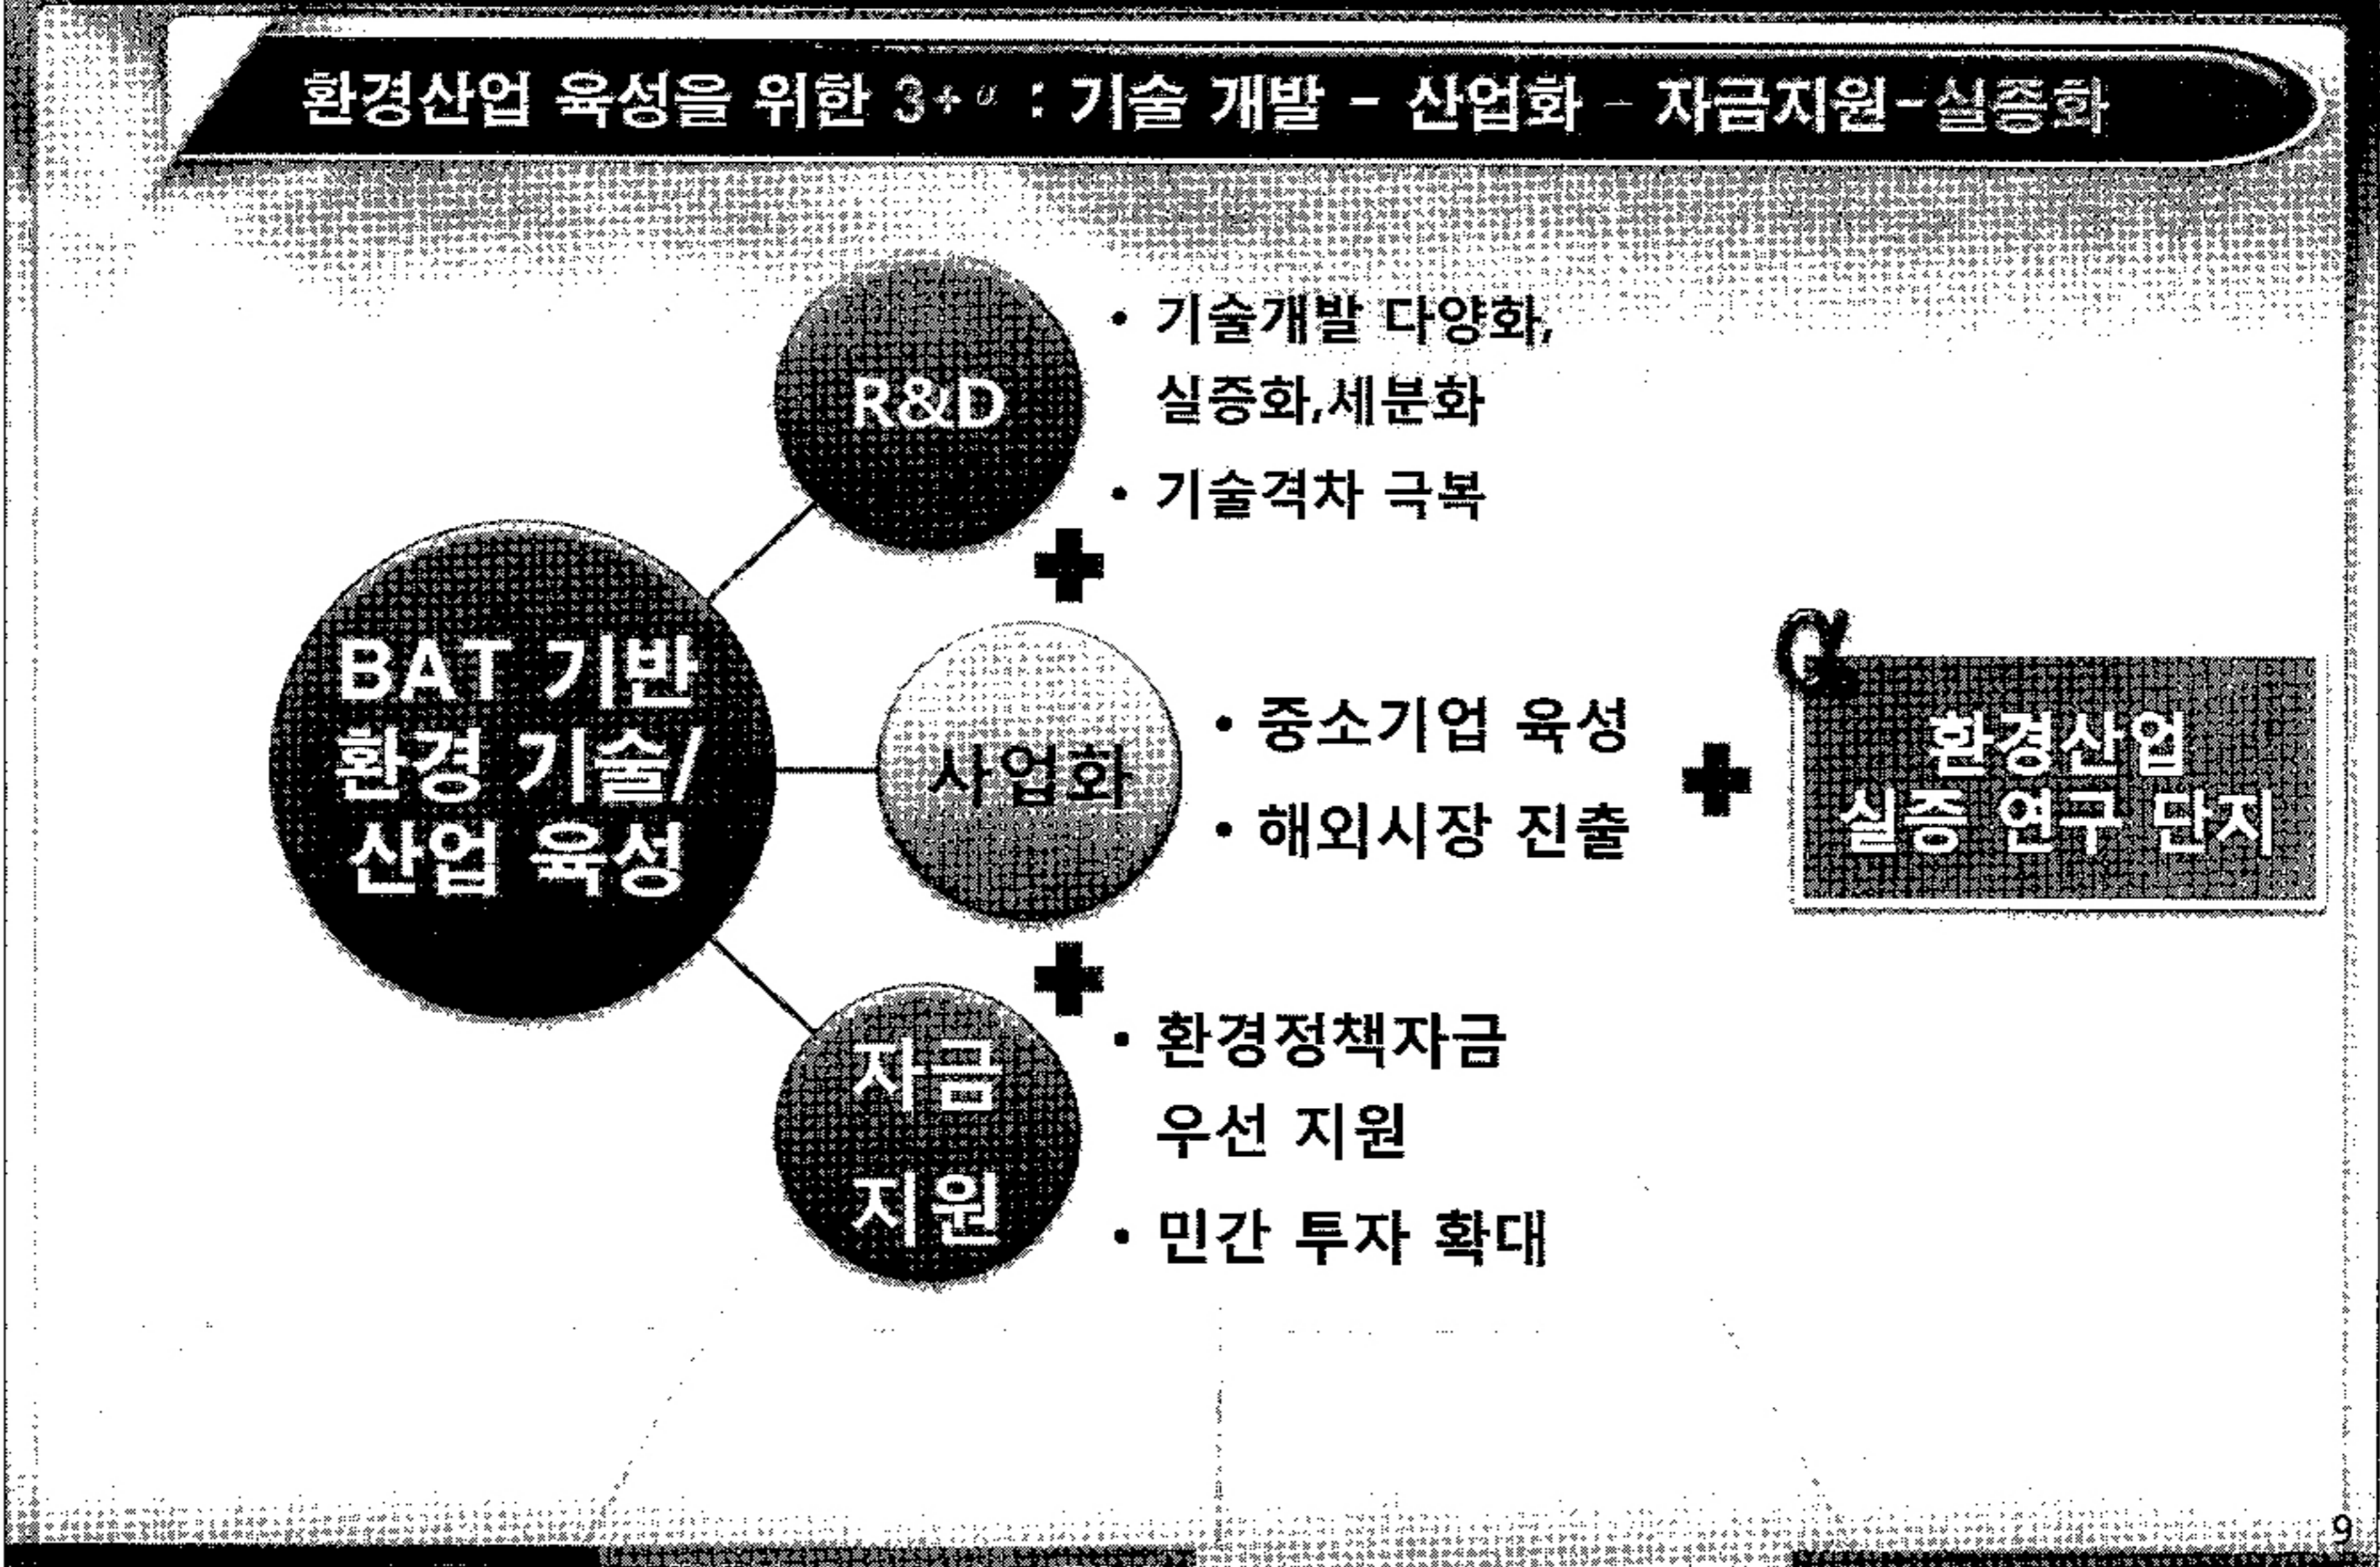 환경산업 육성을 위한 3+α : 기술 개발 - 산업화 - 자금지원-실증화
R&D
• 기술개발 다양화,
실증화,세분화
• 기술격차 극복
BAT 기반
환경 기술/
산업 육성
사업화
• 중소기업 육성
• 해외시장 진출
α
환경산업
실증 연구 단지
자금
지원
• 환경정책자금
우선 지원
• 민간 투자 확대
9